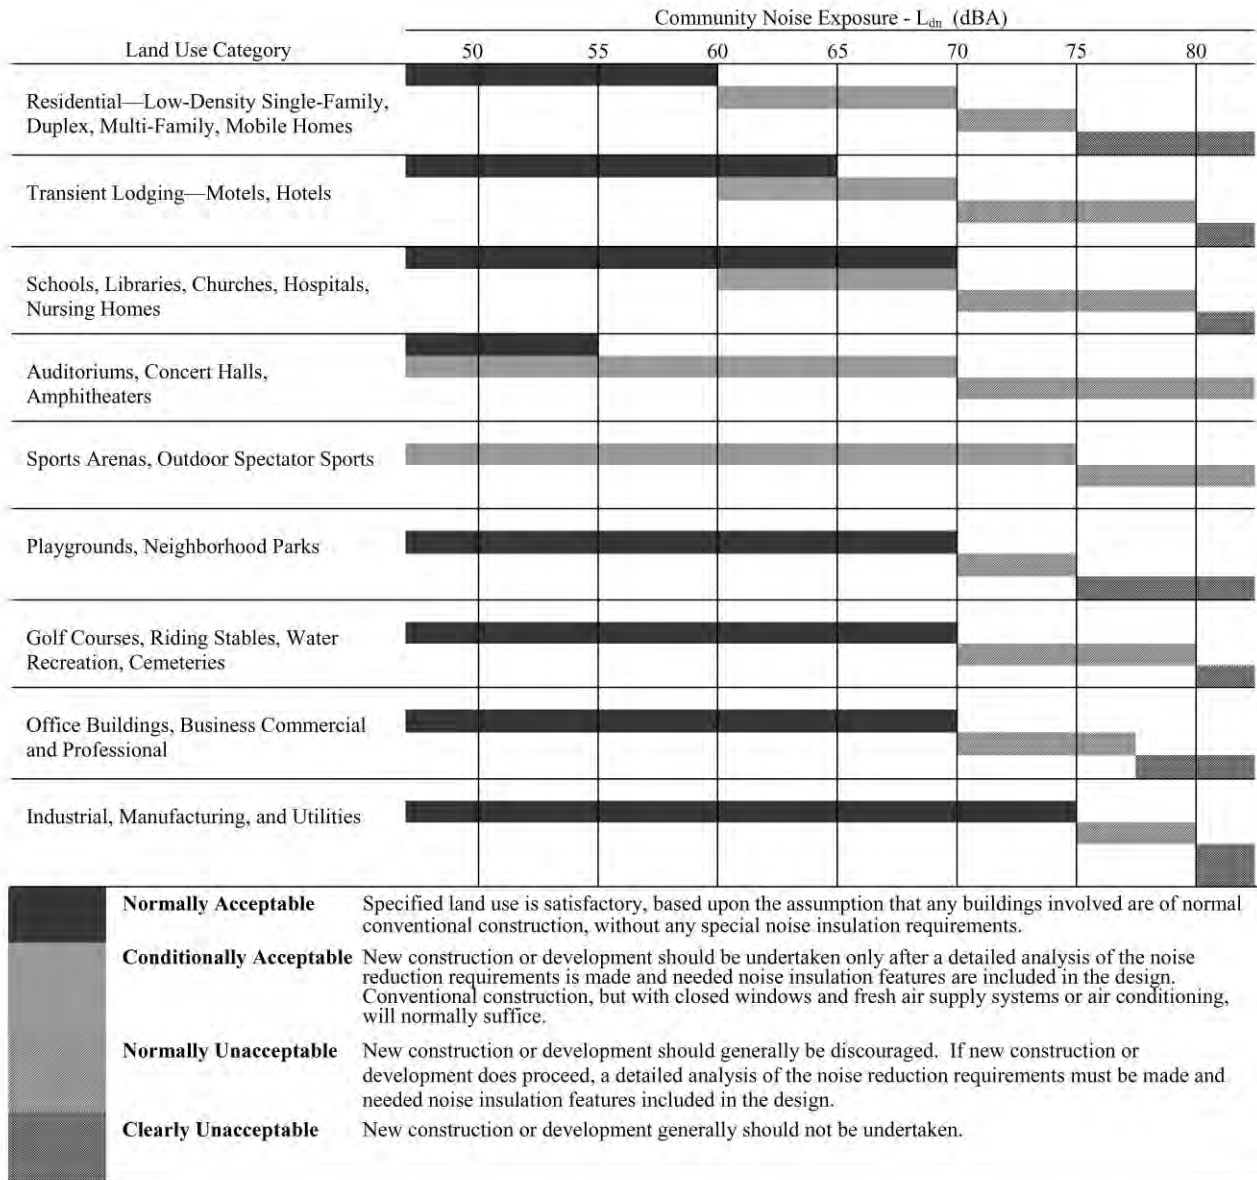 Community Noise Exposure - Ldn (dBA)
Land Use Category 50 55 60 65 70 75 80
Residential—Low-Density Single-Family,
Duplex, Multi-Family, Mobile Homes
Transient Lodging—Motels, Hotels
Schools, Libraries, Churches, Hospitals,
Nursing Homes
Auditoriums, Concert Halls,
Amphitheaters
Sports Arenas, Outdoor Spectator Sports
Playgrounds, Neighborhood Parks
Golf Courses, Riding Stables, Water
Recreation, Cemeteries
Office Buildings, Business Commercial
and Professional
Industrial, Manufacturing, and Utilities
Normally Acceptable Specified land use is satisfactory, based upon the assumption that any buildings involved are of normal
conventional construction, without any special noise insulation requirements.
Conditionally Acceptable New construction or development should be undertaken only after a detailed analysis of the noise
reduction requirements is made and needed noise insulation features are included in the design.
Conventional construction, but with closed windows and fresh air supply systems or air conditioning,
will normally suffice.
Normally Unacceptable New construction or development should generally be discouraged. If new construction or
development does proceed, a detailed analysis of the noise reduction requirements must be made and
needed noise insulation features included in the design.
Clearly Unacceptable New construction or development generally should not be undertaken.